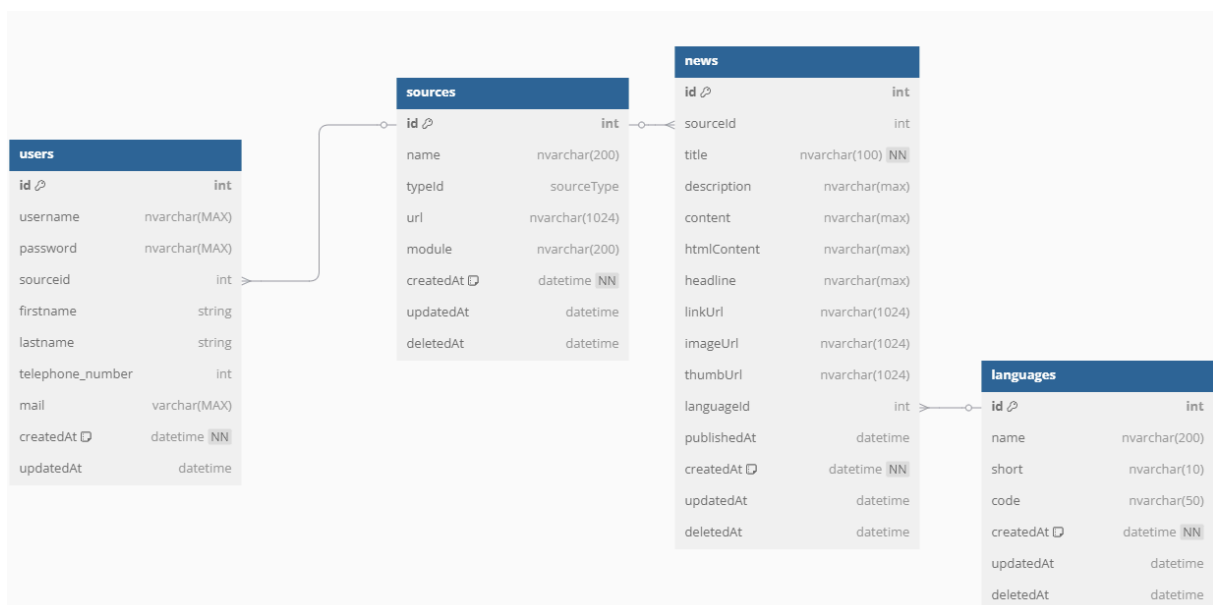 users
id int
username nvarchar(MAX)
password nvarchar(MAX)
sourceid int
firstname string
lastname string
telephone_number int
mail varchar(MAX)
createdAt datetime NN
updatedAt datetime
sources
id int
name nvarchar(200)
typeId sourceType
url nvarchar(1024)
module nvarchar(200)
createdAt datetime NN
updatedAt datetime
deletedAt datetime
news
id int
sourceId int
title nvarchar(100) NN
description nvarchar(max)
content nvarchar(max)
htmlContent nvarchar(max)
headline nvarchar(max)
linkUrl nvarchar(1024)
imageUrl nvarchar(1024)
thumbUrl nvarchar(1024)
languageId int
publishedAt datetime
createdAt datetime NN
updatedAt datetime
deletedAt datetime
languages
id int
name nvarchar(200)
short nvarchar(10)
code nvarchar(50)
createdAt datetime NN
updatedAt datetime
deletedAt datetime